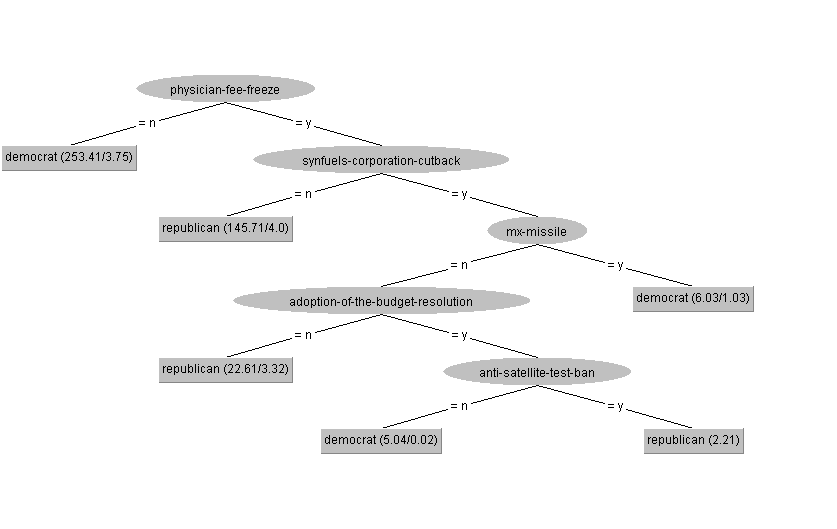 physician-fee-freeze
= n
= y
democrat (253.41/3.75)
synfuels-corporation-cutback
= n
= y
republican (145.71/4.0)
mx-missile
= n
= y
adoption-of-the-budget-resolution
democrat (6.03/1.03)
= n
= y
republican (22.61/3.32)
anti-satellite-test-ban
= n
= y
democrat (5.04/0.02)
republican (2.21)